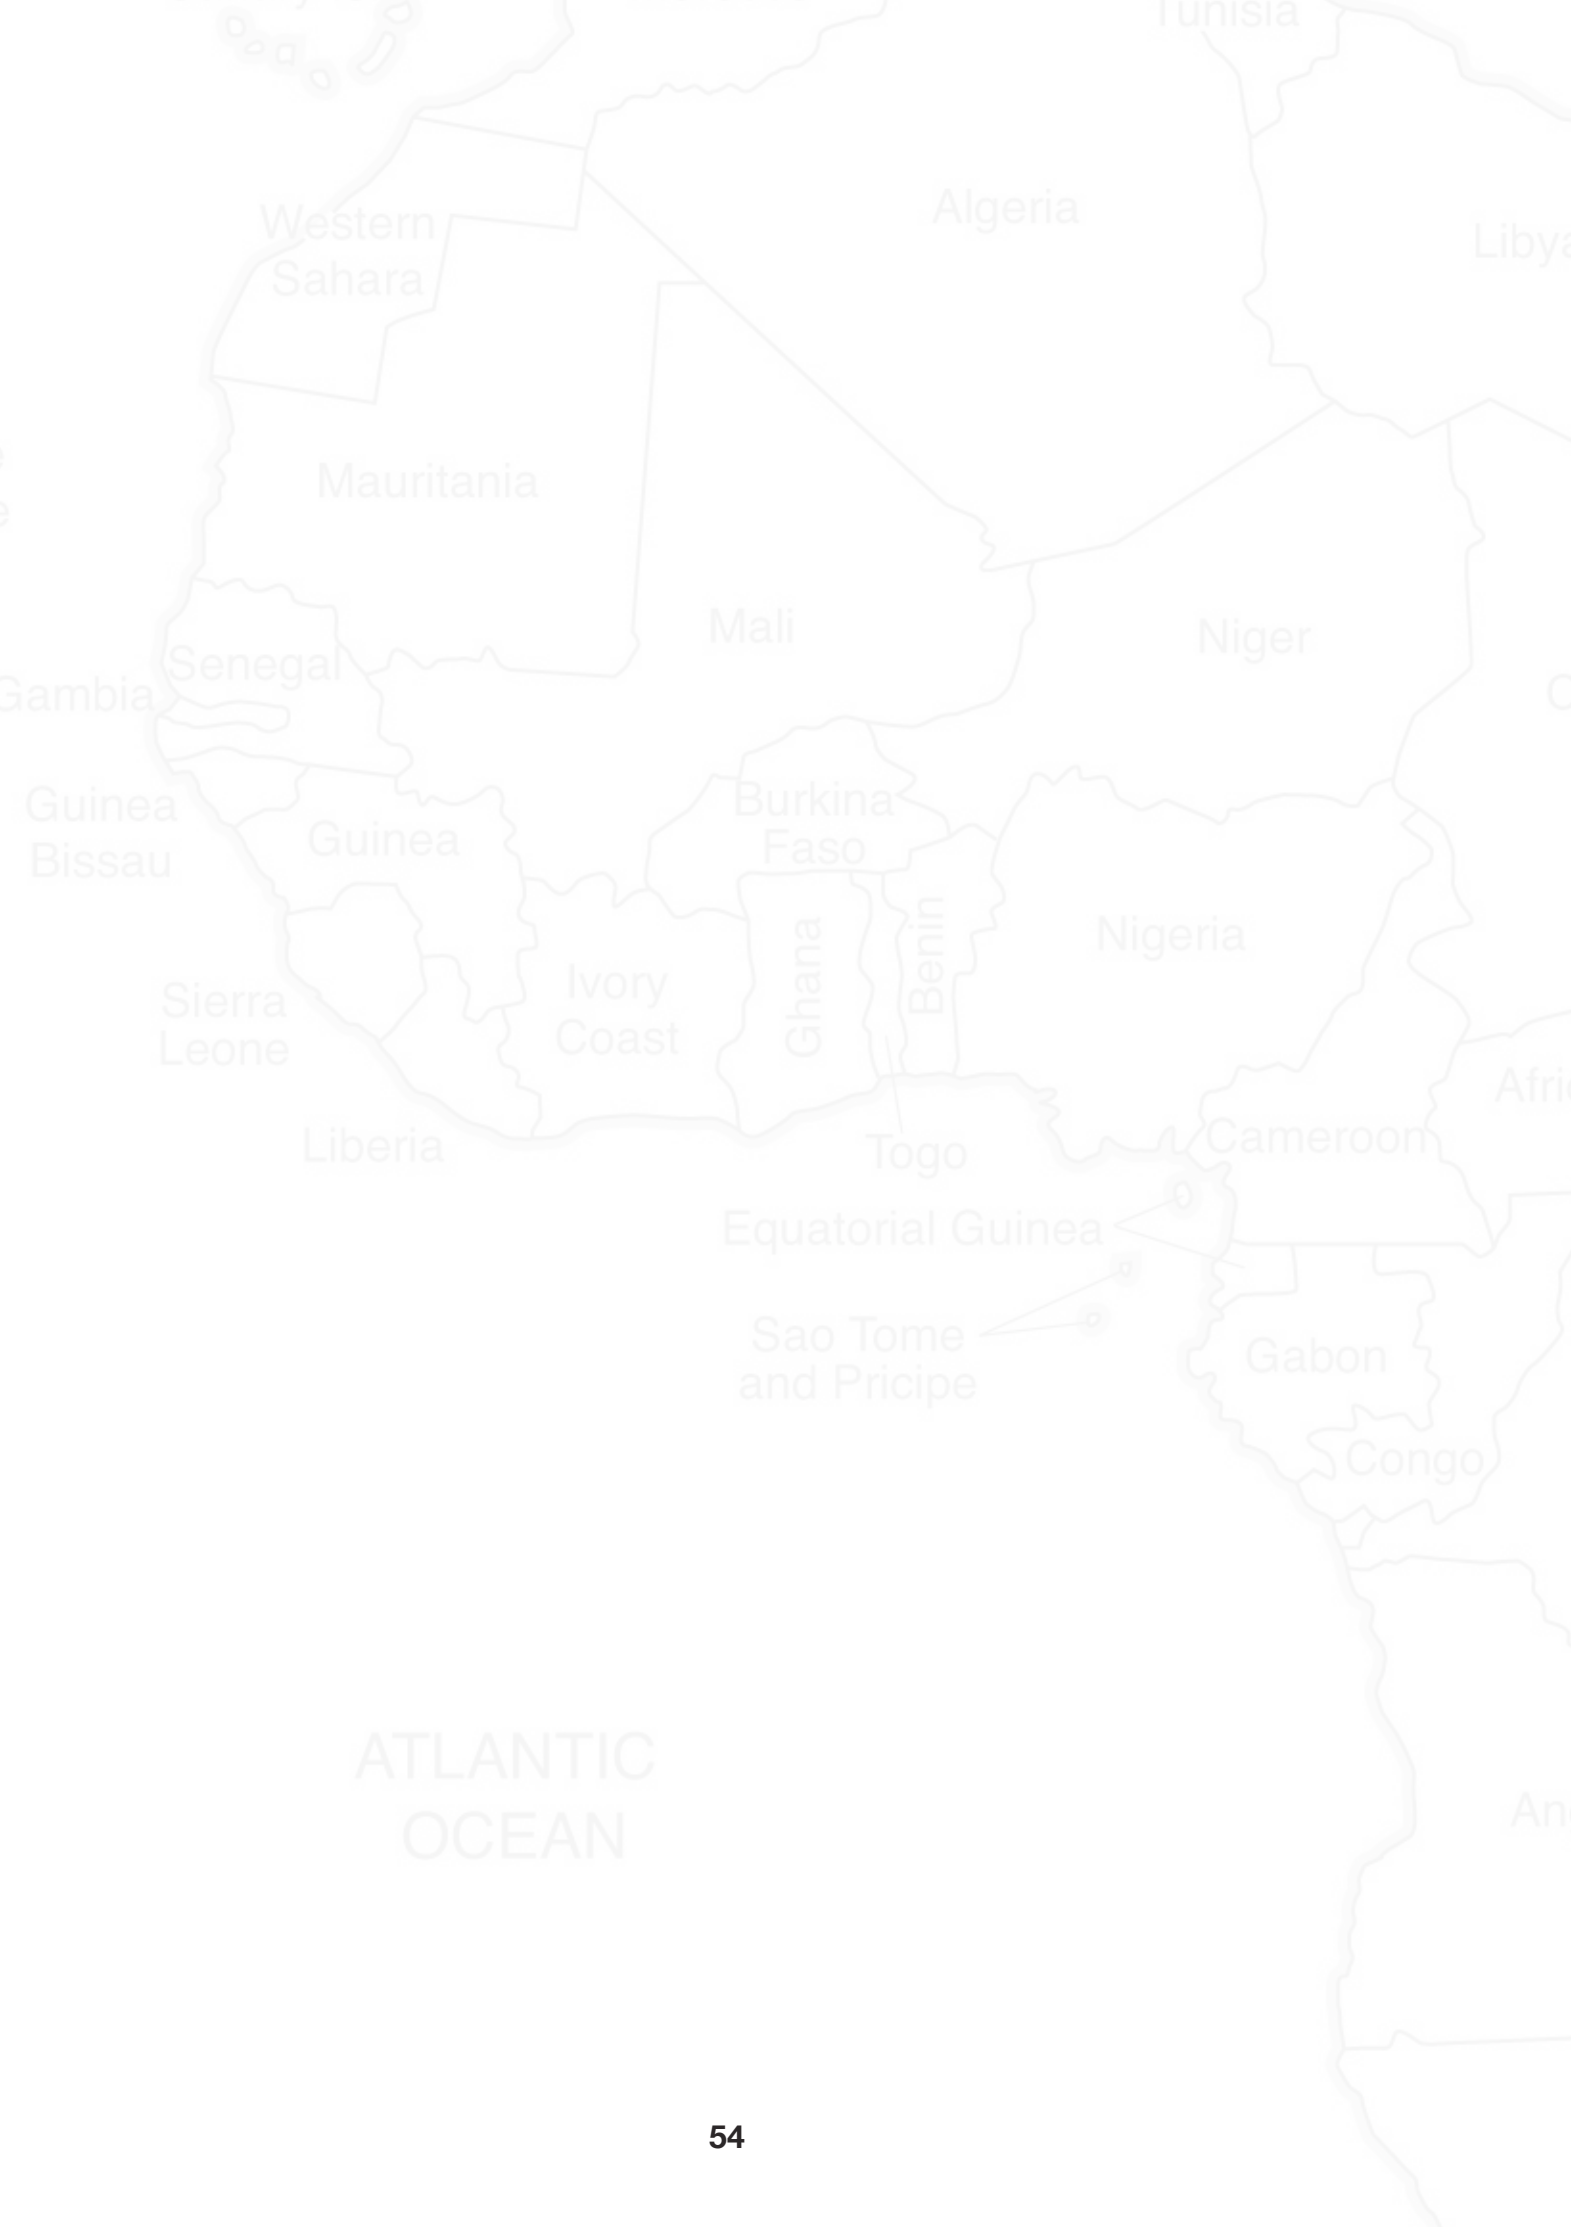 Tunisia
Algeria
Western
Sahara
Libya
Mauritania
Mali
Niger
Senegal
Gambia
Burkina
Faso
Guinea
Bissau
Guinea
Nigeria
Ghana
Benin
Ivory
Coast
Sierra
Leone
Liberia
Togo
Cameroon
Equatorial Guinea
Sao Tome
and Pricipe
Gabon
Congo
ATLANTIC
OCEAN
54